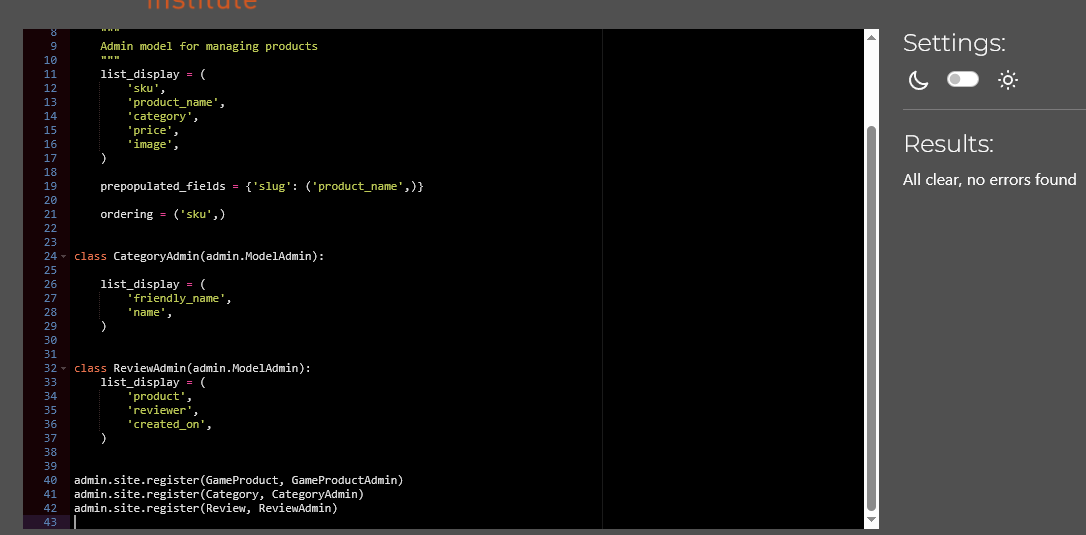 institute
8 """
9 Admin model for managing products
10 """
11 list_display = (
12 'sku',
13 'product_name',
14 'category',
15 'price',
16 'image',
17 )
18
19 prepopulated_fields = {'slug': ('product_name',)}
20
21 ordering = ('sku',)
22
23
24 class CategoryAdmin(admin.ModelAdmin):
25
26 list_display = (
27 'friendly_name',
28 'name',
29 )
30
31
32 class ReviewAdmin(admin.ModelAdmin):
33 list_display = (
34 'product',
35 'reviewer',
36 'created_on',
37 )
38
39
40 admin.site.register(GameProduct, GameProductAdmin)
41 admin.site.register(Category, CategoryAdmin)
42 admin.site.register(Review, ReviewAdmin)
43
Settings:
Results:
All clear, no errors found